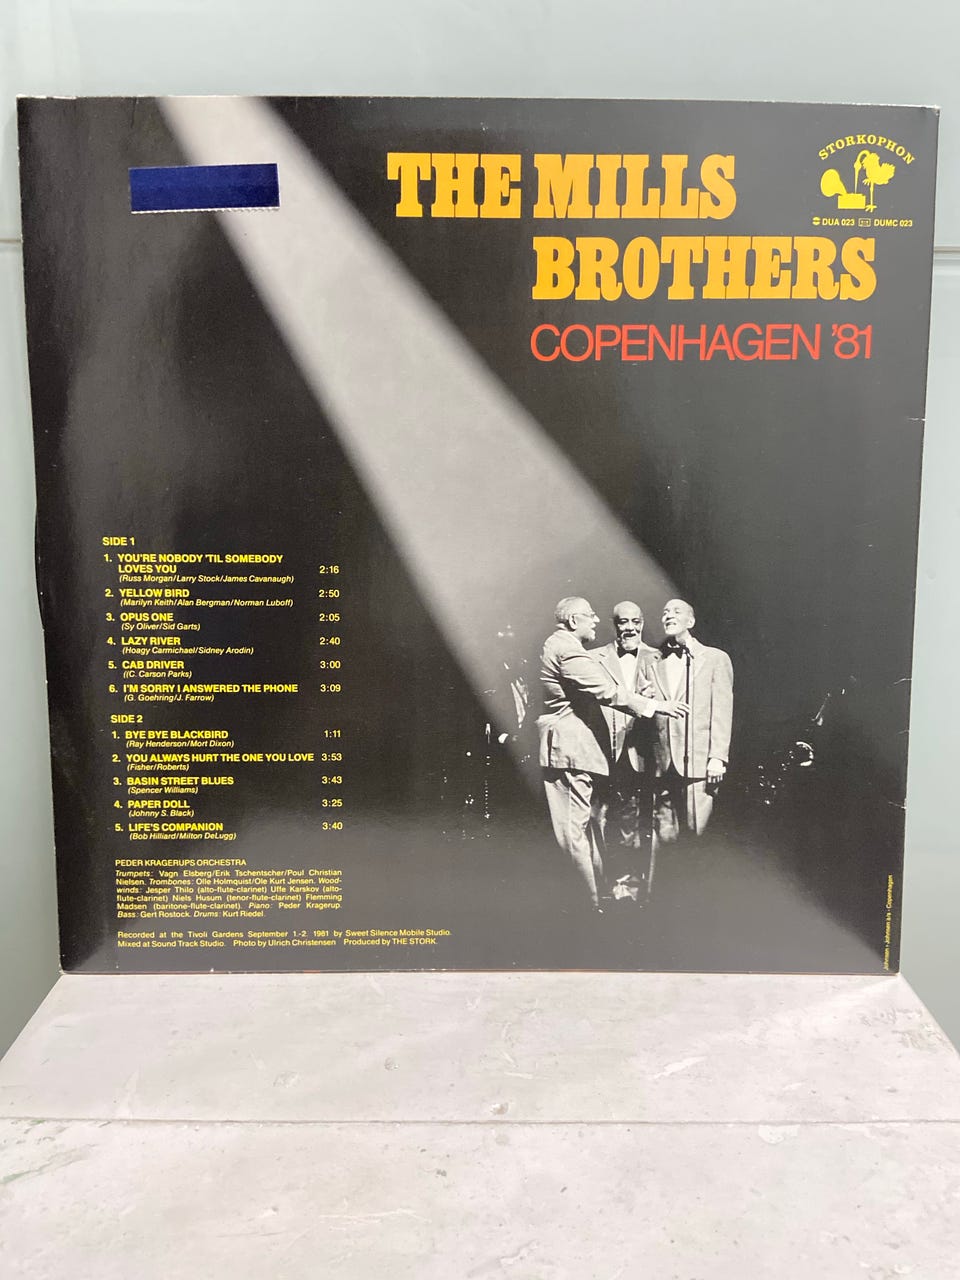 STORKOPHON
DUA 023 DUMC 023
THE MILLS
BROTHERS
COPENHAGEN '81
SIDE 1
1. YOU'RE NOBODY 'TIL SOMEBODY
LOVES YOU 2:16
(Russ Morgan/Larry Stock/James Cavanaugh)
2. YELLOW BIRD 2:50
(Marilyn Keith/Alan Bergman/Norman Luboff)
3. OPUS ONE 2:05
(Sy Oliver/Sid Garts)
4. LAZY RIVER 2:40
(Hoagy Carmichael/Sidney Arodin)
5. CAB DRIVER 3:00
((C. Carson Parks)
6. I'M SORRY I ANSWERED THE PHONE 3:09
(G. Goehring/J. Farrow)
SIDE 2
1. BYE BYE BLACKBIRD 1:11
(Ray Henderson/Mort Dixon)
2. YOU ALWAYS HURT THE ONE YOU LOVE 3:53
(Fisher/Roberts)
3. BASIN STREET BLUES 3:43
(Spencer Williams)
4. PAPER DOLL 3:25
(Johnny S. Black)
5. LIFE'S COMPANION 3:40
(Bob Hilliard/Milton DeLugg)
PEDER KRAGERUPS ORCHESTRA
Trumpets: Vagn Elsberg/Erik Tschentscher/Poul Christian
Nielsen. Trombones: Olle Holmquist/Ole Kurt Jensen. Wood-
winds: Jesper Thilo (alto-flute-clarinet) Uffe Karskov (alto-
flute-clarinet) Niels Husum (tenor-flute-clarinet) Flemming
Madsen (baritone-flute-clarinet). Piano: Peder Kragerup.
Bass: Gert Rostock. Drums: Kurt Riedel.
Recorded at the Tivoli Gardens September 1.-2. 1981 by Sweet Silence Mobile Studio.
Mixed at Sound Track Studio. Photo by Ulrich Christensen Produced by THE STORK.
Johnsen + Johnsen a/s - Copenhagen